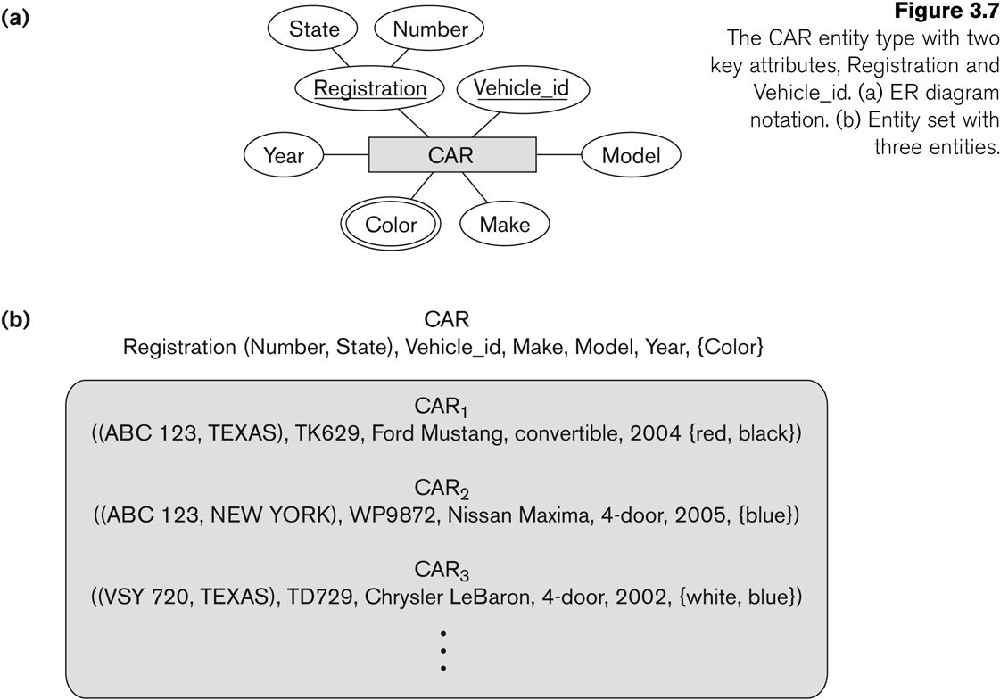 (a)
Figure 3.7
The CAR entity type with two
key attributes, Registration and
Vehicle_id. (a) ER diagram
notation. (b) Entity set with
three entities.
State
Number
Registration
Vehicle_id
Year
CAR
Model
Color
Make
(b)
CAR
Registration (Number, State), Vehicle_id, Make, Model, Year, {Color}
CAR₁
((ABC 123, TEXAS), TK629, Ford Mustang, convertible, 2004 {red, black})
CAR₂
((ABC 123, NEW YORK), WP9872, Nissan Maxima, 4-door, 2005, {blue})
CAR₃
((VSY 720, TEXAS), TD729, Chrysler LeBaron, 4-door, 2002, {white, blue})